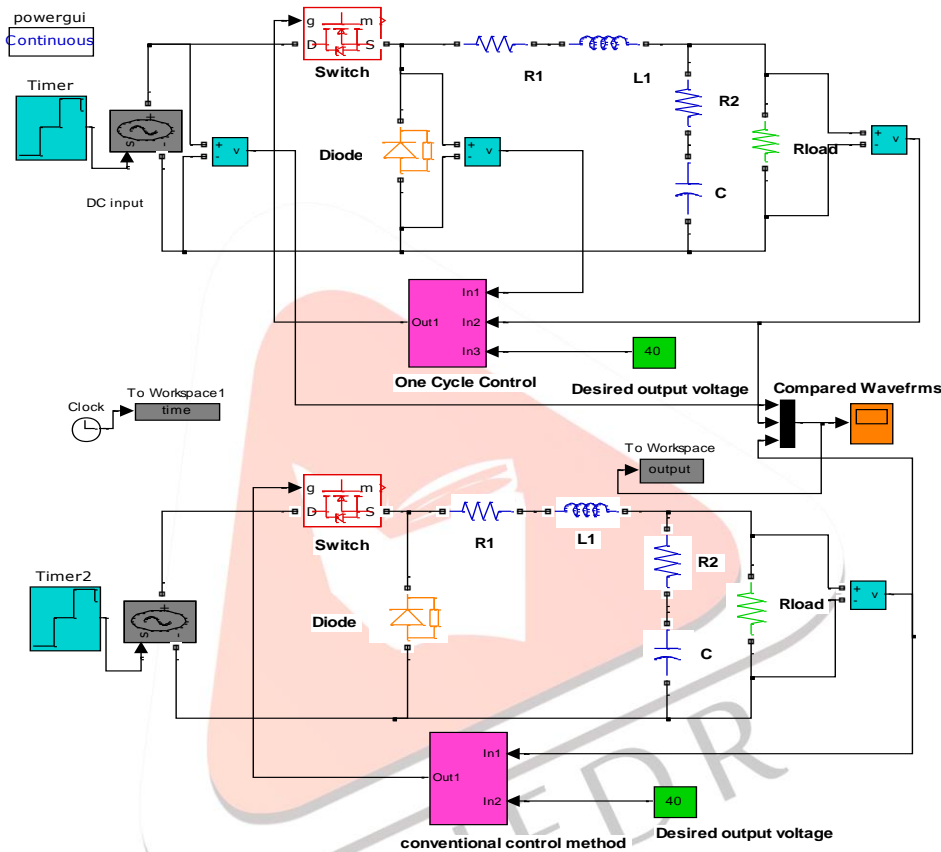 powergui
Continuous
Timer
s
+
-
DC input
+
-
v
g
m
D
S
Switch
Diode
+
-
v
R1
L1
R2
C
Rload
+
-
v
In1
In2
In3
Out1
One Cycle Control
40
Desired output voltage
Compared Wavefrms
Clock
To Workspace1
time
To Workspace
output
g
m
D
S
Switch
R1
L1
R2
C
Rload
+
-
v
Diode
Timer2
s
+
-
In1
In2
Out1
conventional control method
40
Desired output voltage
JEDR